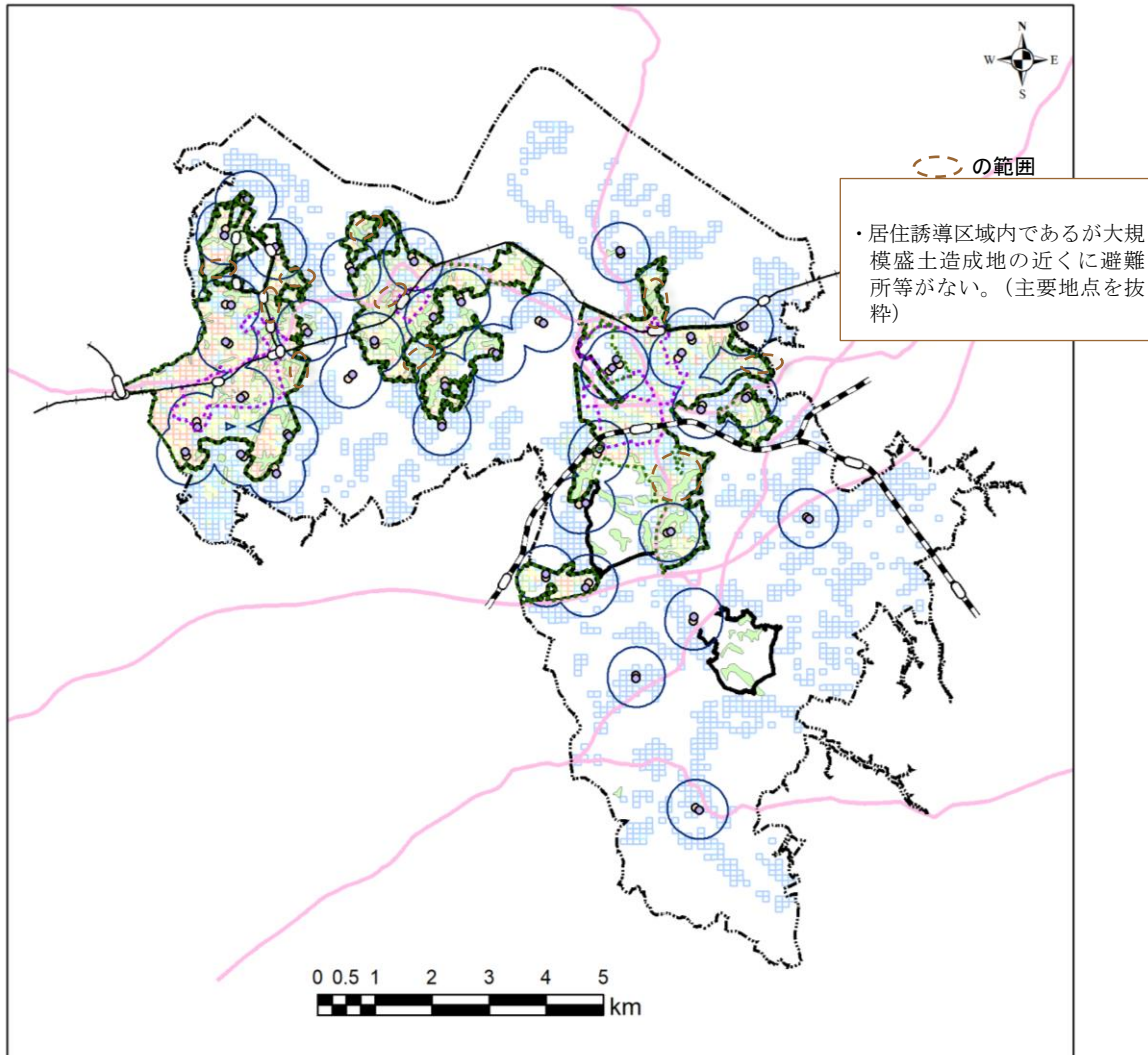 N
W E
S
の範囲
・居住誘導区域内であるが大規
模盛土造成地の近くに避難
所等がない。（主要地点を抜
粋）
0 0.5 1 2 3 4 5
km